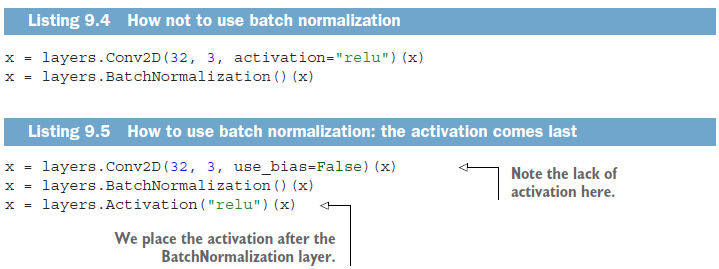 Listing 9.4 How not to use batch normalization
x = layers.Conv2D(32, 3, activation="relu")(x)
x = layers.BatchNormalization()(x)
Listing 9.5 How to use batch normalization: the activation comes last
x = layers.Conv2D(32, 3, use_bias=False)(x)
x = layers.BatchNormalization()(x)
x = layers.Activation("relu")(x)
Note the lack of
activation here.
We place the activation after the
BatchNormalization layer.